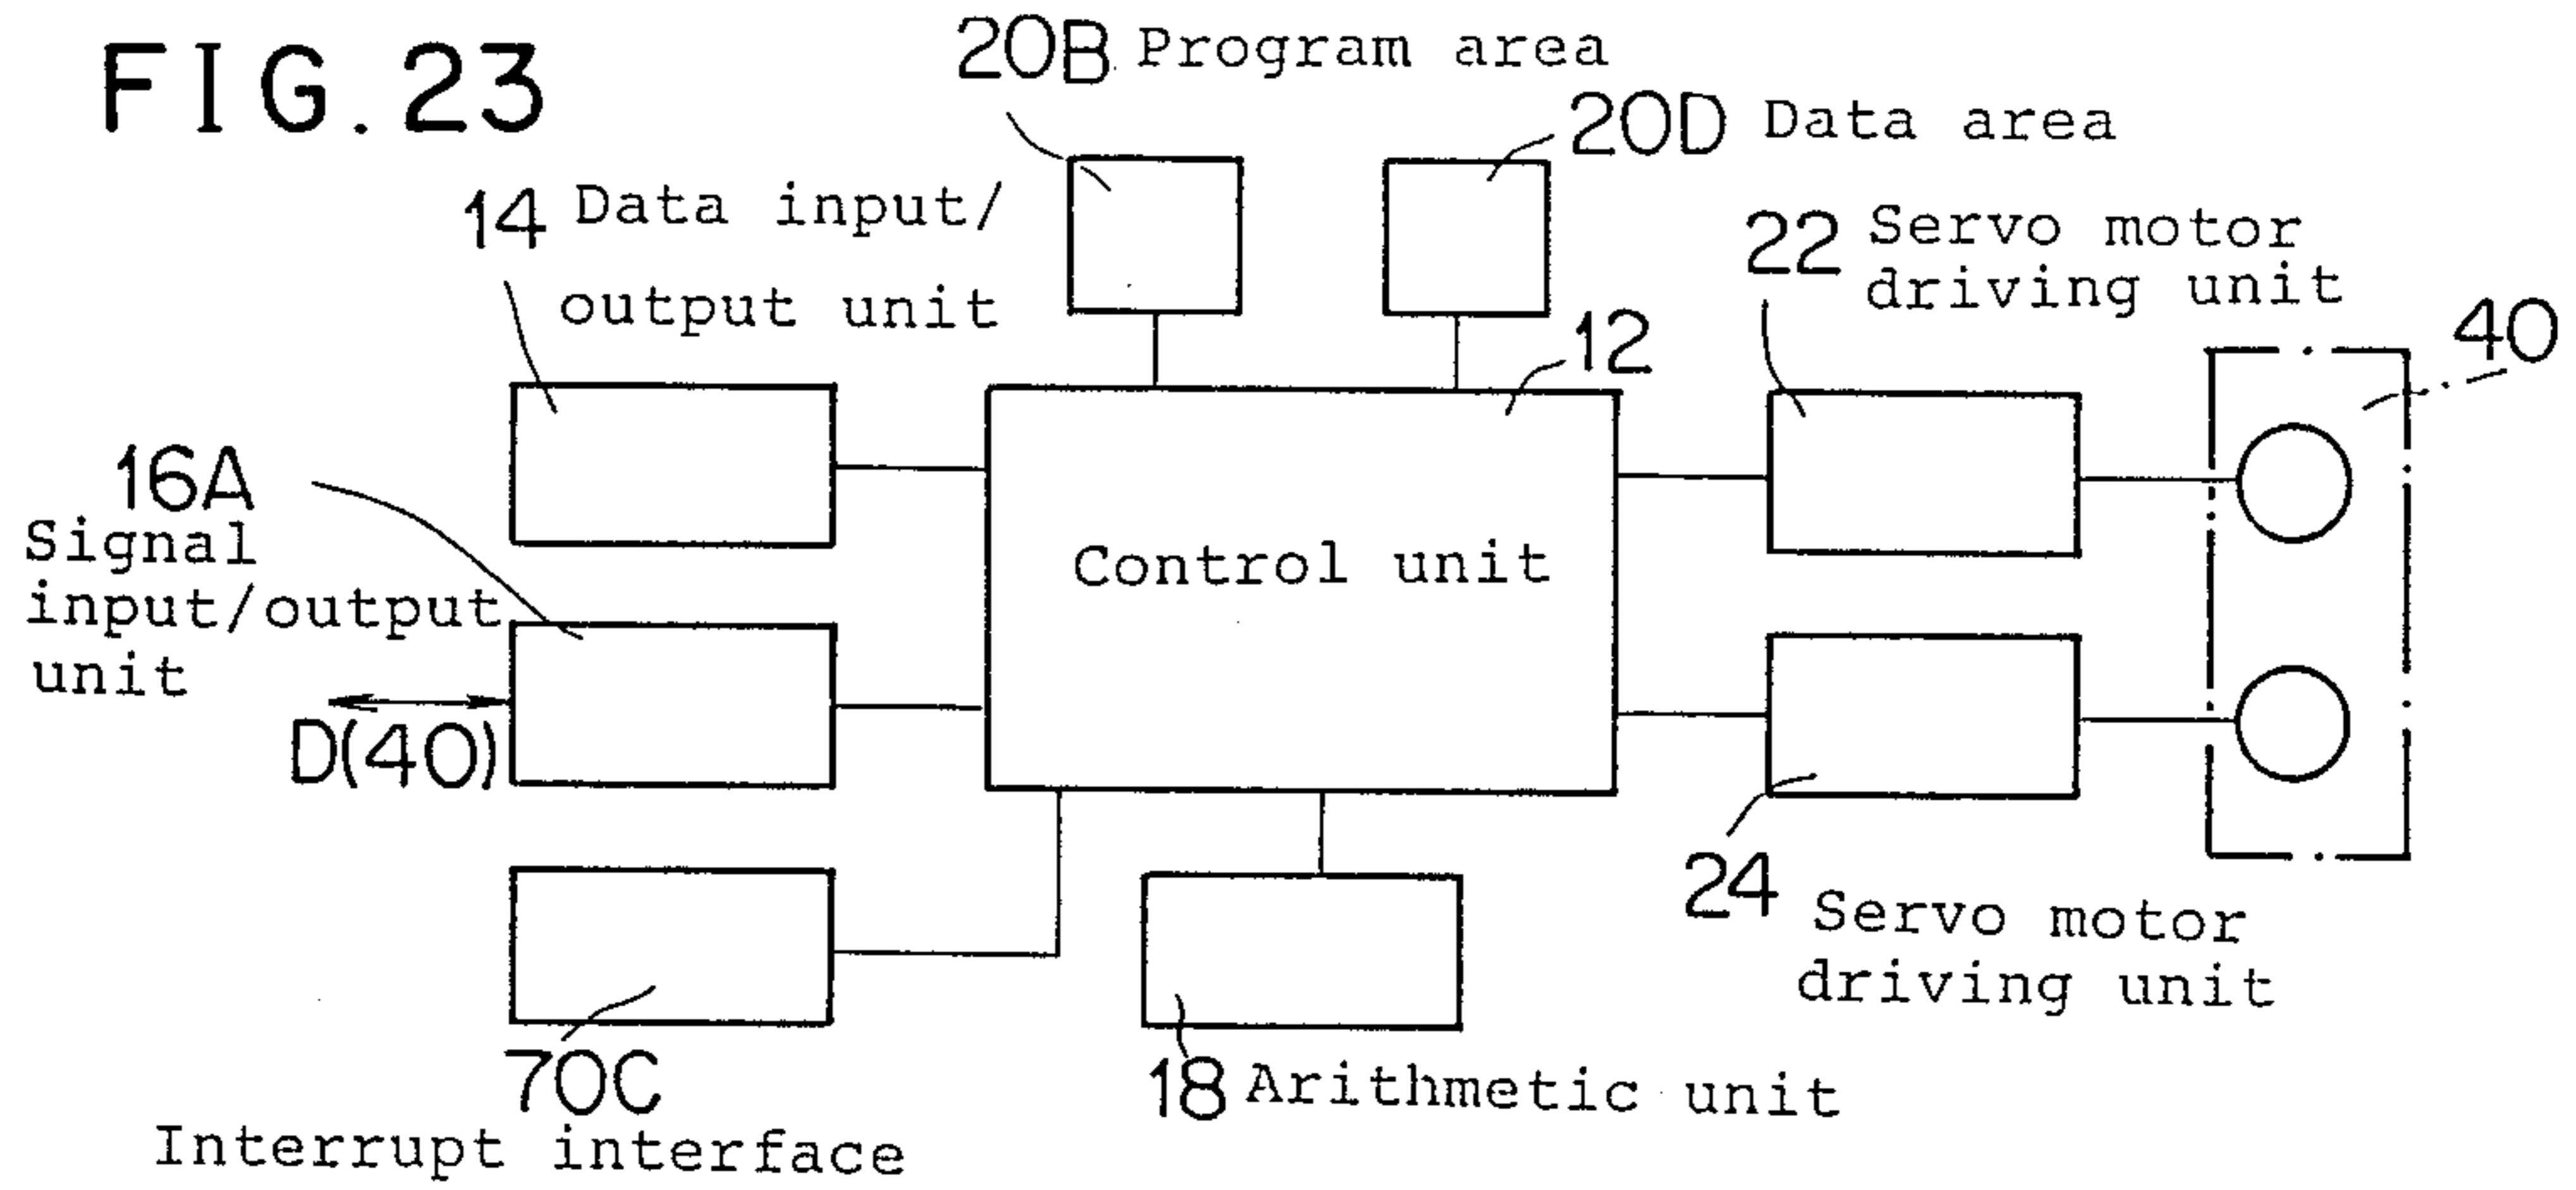 FIG.23
20B Program area
20D Data area
14 Data input/
output unit
22 Servo motor
driving unit
40
12
16A
Signal
input/output
unit
D(40)
Control unit
24 Servo motor
driving unit
70C
Interrupt interface
18 Arithmetic unit